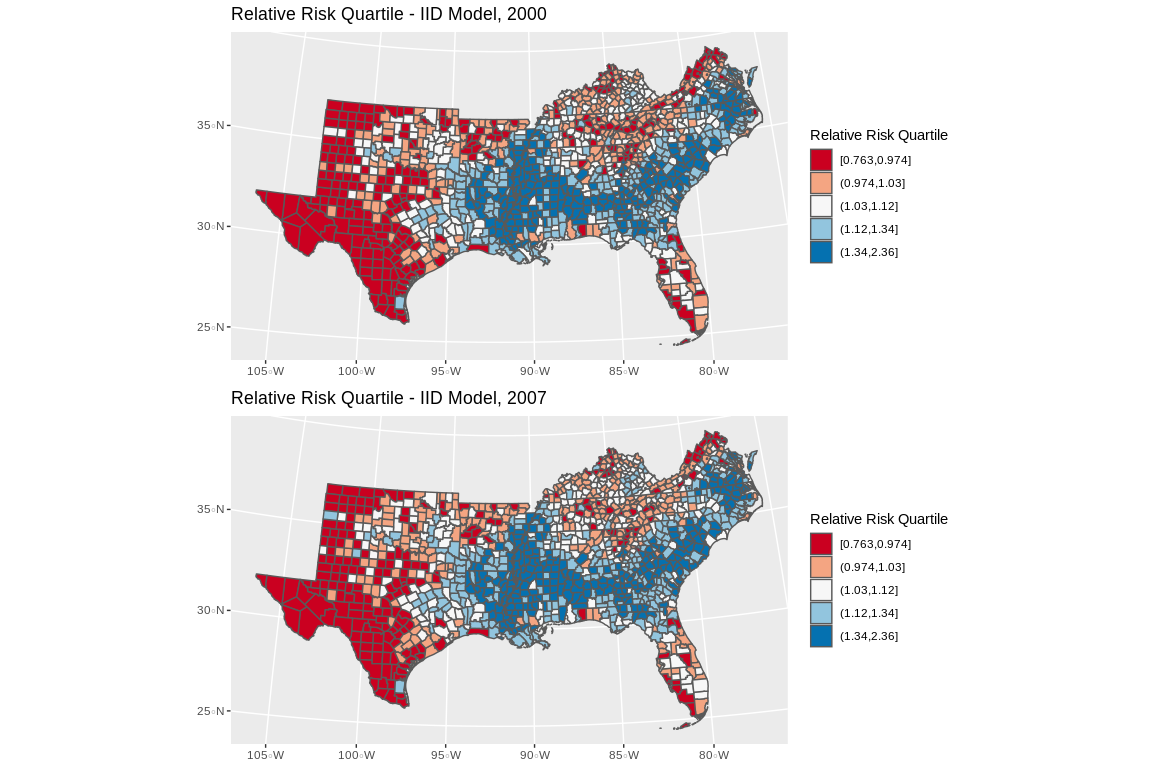 Relative Risk Quartile - IID Model, 2000
35◦N
30◦N
25◦N
105◦W 100◦W 95◦W 90◦W 85◦W 80◦W
Relative Risk Quartile
[0.763,0.974]
(0.974,1.03]
(1.03,1.12]
(1.12,1.34]
(1.34,2.36]
Relative Risk Quartile - IID Model, 2007
35◦N
30◦N
25◦N
105◦W 100◦W 95◦W 90◦W 85◦W 80◦W
Relative Risk Quartile
[0.763,0.974]
(0.974,1.03]
(1.03,1.12]
(1.12,1.34]
(1.34,2.36]